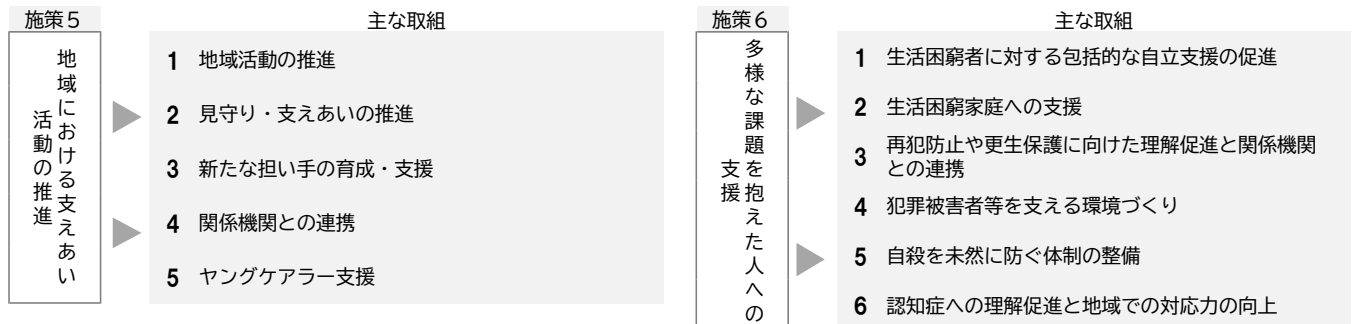 施策５
主な取組
地域における支えあい
活動の推進
1 地域活動の推進
2 見守り・支えあいの推進
3 新たな担い手の育成・支援
4 関係機関との連携
5 ヤングケアラー支援
施策６
主な取組
多様な課題を抱えた人への
支援
1 生活困窮者に対する包括的な自立支援の促進
2 生活困窮家庭への支援
3 再犯防止や更生保護に向けた理解促進と関係機関
との連携
4 犯罪被害者等を支える環境づくり
5 自殺を未然に防ぐ体制の整備
6 認知症への理解促進と地域での対応力の向上